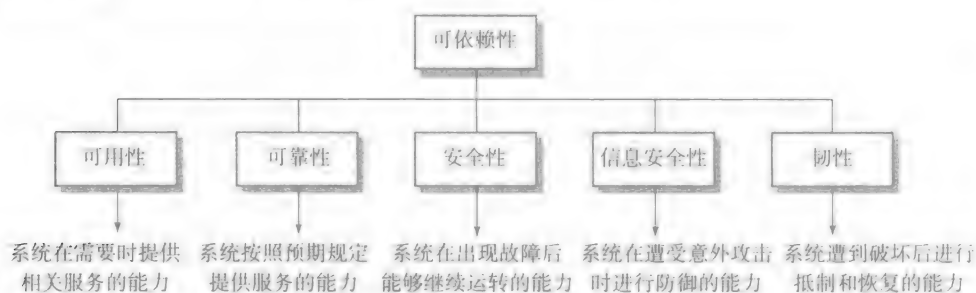 可依赖性
可用性
可靠性
安全性
信息安全性
韧性
系统在需要时提供
相关服务的能力
系统按照预期规定
提供服务的能力
系统在出现故障后
能够继续运转的能力
系统在遭受意外攻击
时进行防御的能力
系统遭到破坏后进行
抵制和恢复的能力